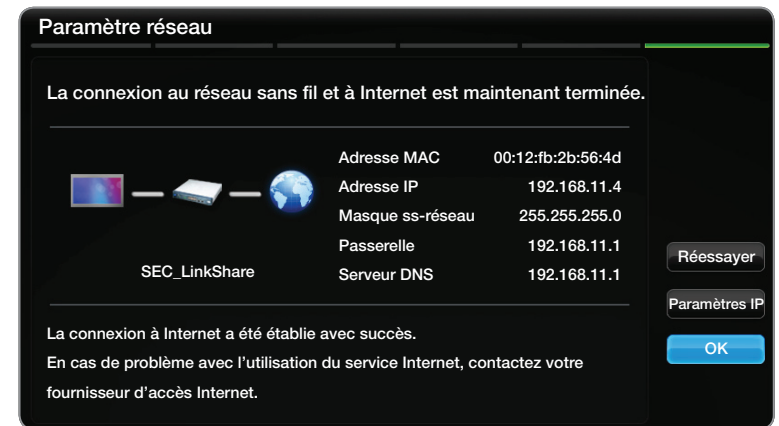 Paramètre réseau
La connexion au réseau sans fil et à Internet est maintenant terminée.
Adresse MAC 00:12:fb:2b:56:4d
Adresse IP 192.168.11.4
Masque ss-réseau 255.255.255.0
Passerelle 192.168.11.1
Serveur DNS 192.168.11.1
SEC_LinkShare
Réessayer
Paramètres IP
OK
La connexion à Internet a été établie avec succès.
En cas de problème avec l’utilisation du service Internet, contactez votre
fournisseur d’accès Internet.